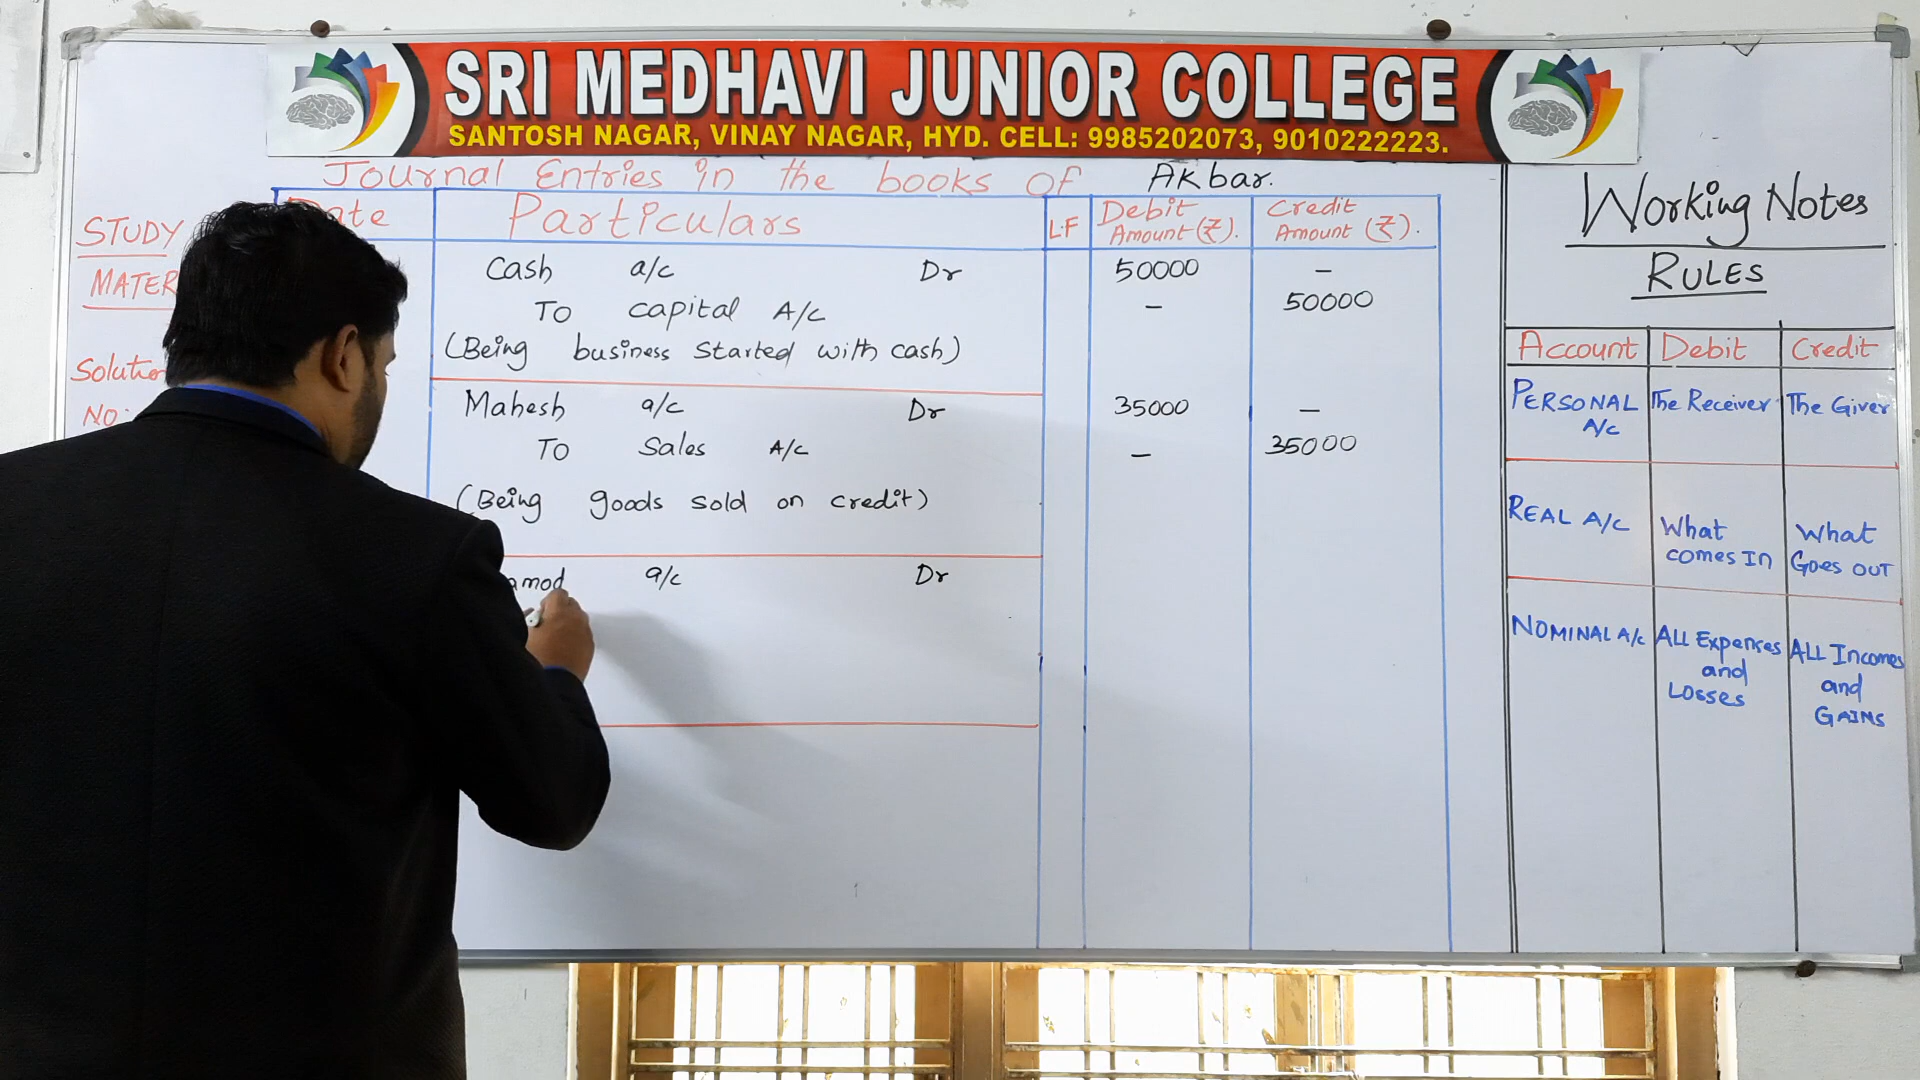 SRI MEDHAVI JUNIOR COLLEGE
SANTOSH NAGAR, VINAY NAGAR, HYD. CELL: 9985202073, 9010222223.
Journal Entries in the books of Akbar.
STUDY
MATER
Solution
No:
Date Particulars L.F Debit Amount (₹). Credit Amount (₹).
Cash a/c Dr 50000 –
To capital A/c – 50000
(Being business started with cash)
Mahesh a/c Dr 35000 –
To Sales A/c – 35000
(Being goods sold on credit)
amod a/c Dr
Working Notes
RULES
Account Debit Credit
PERSONAL A/c The Receiver The Giver
REAL A/c What comes In What Goes OUT
NOMINAL A/c ALL Expenses and Losses ALL Incomes and GAINS